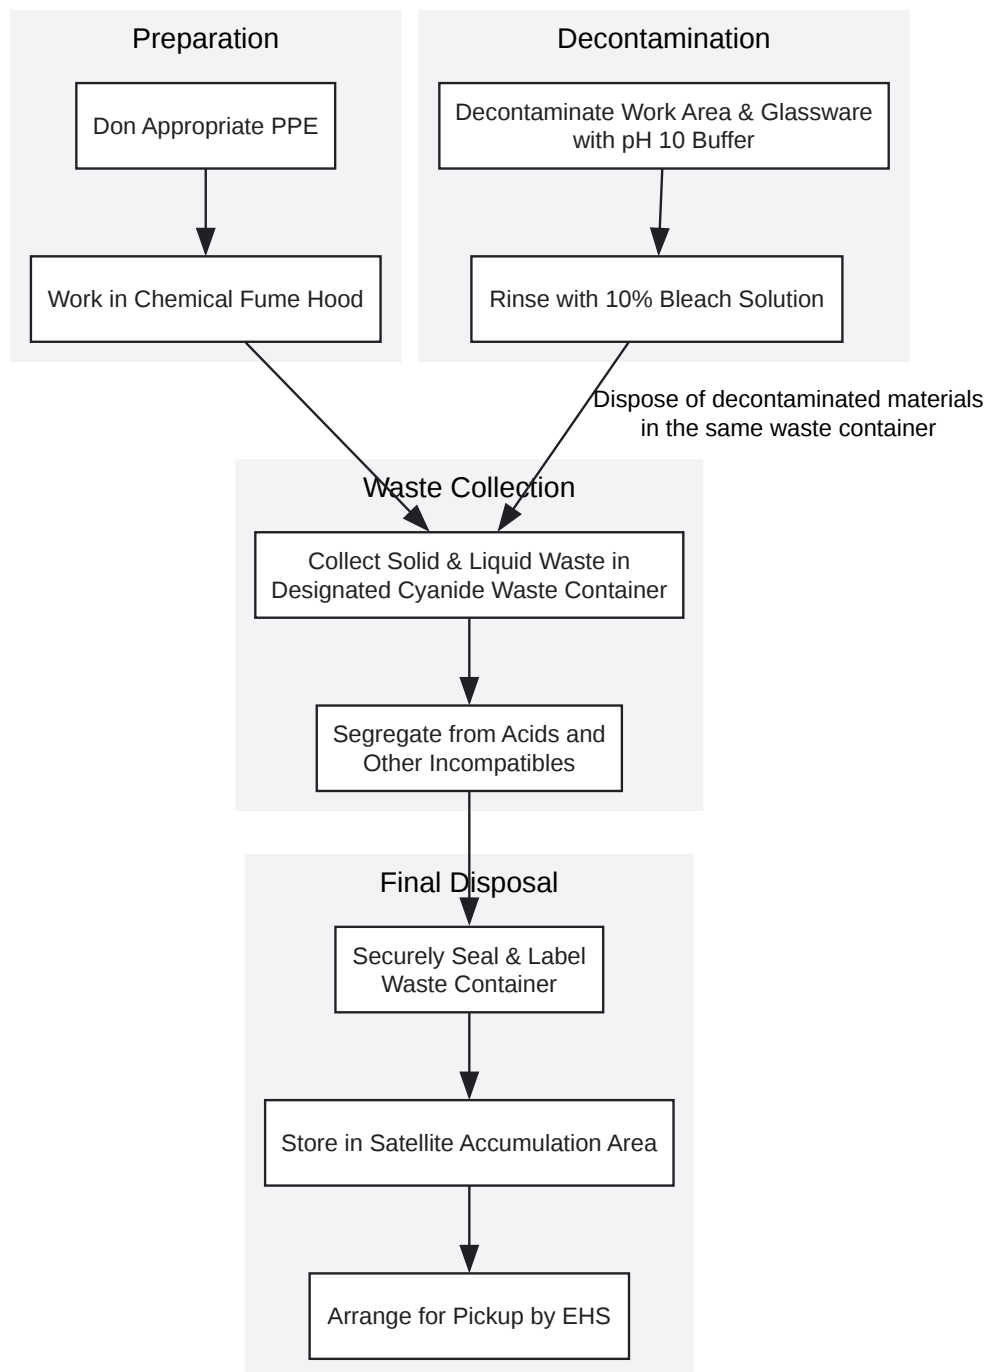 Preparation
Don Appropriate PPE
Work in Chemical Fume Hood
Decontamination
Decontaminate Work Area & Glassware
with pH 10 Buffer
Rinse with 10% Bleach Solution
Dispose of decontaminated materials
in the same waste container
Waste Collection
Collect Solid & Liquid Waste in
Designated Cyanide Waste Container
Segregate from Acids and
Other Incompatibles
Final Disposal
Securely Seal & Label
Waste Container
Store in Satellite Accumulation Area
Arrange for Pickup by EHS